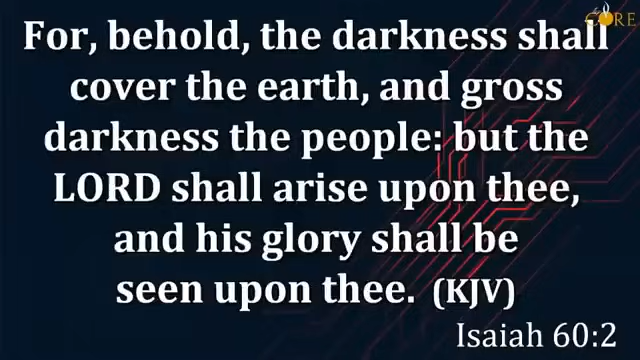 CORE
For, behold, the darkness shall
cover the earth, and gross
darkness the people: but the
LORD shall arise upon thee,
and his glory shall be
seen upon thee. (KJV)
Isaiah 60:2